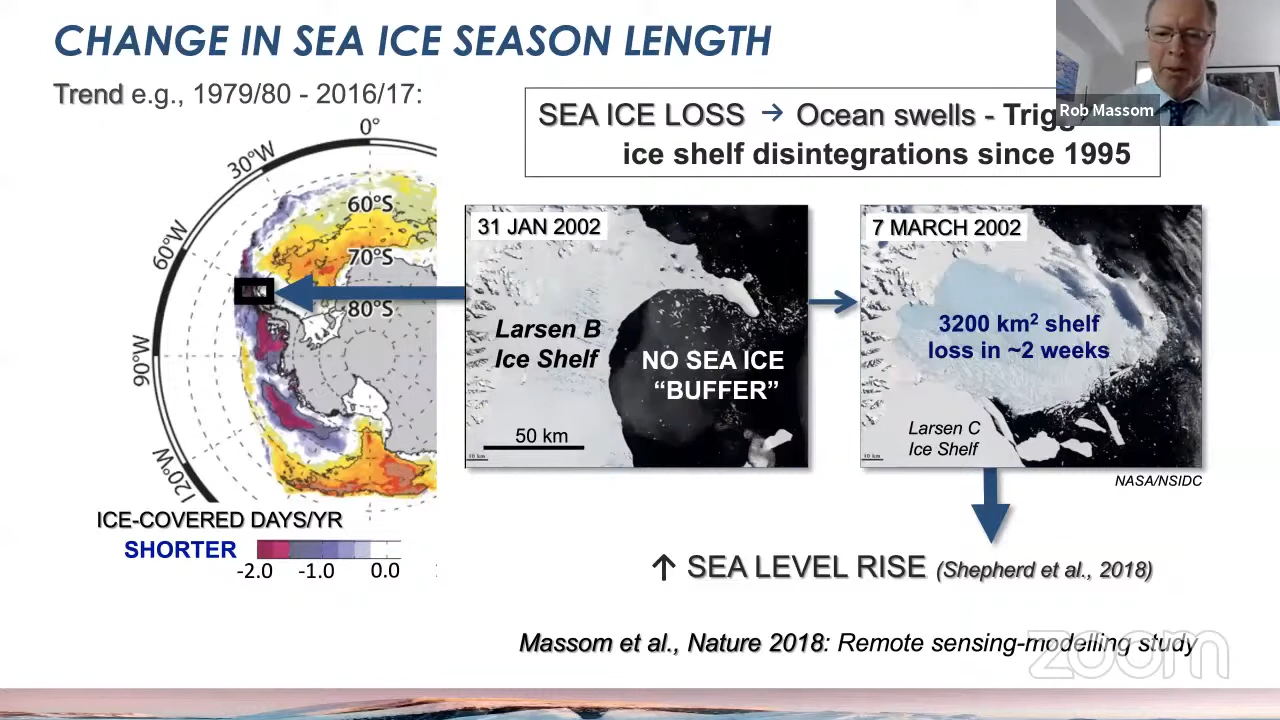 CHANGE IN SEA ICE SEASON LENGTH
Trend e.g., 1979/80 - 2016/17:
Rob Massom
SEA ICE LOSS → Ocean swells -
ice shelf disintegrations since 1995
0°
30°W
60°W
90°W
120°W
60°S
70°S
80°S
31 JAN 2002
Larsen B
Ice Shelf
NO SEA ICE
“BUFFER”
50 km
10 km
7 MARCH 2002
3200 km² shelf
loss in ~2 weeks
Larsen C
Ice Shelf
10 km
NASA/NSIDC
ICE-COVERED DAYS/YR
SHORTER
-2.0 -1.0 0.0
↑ SEA LEVEL RISE (Shepherd et al., 2018)
Massom et al., Nature 2018: Remote sensing-modelling study
zoom